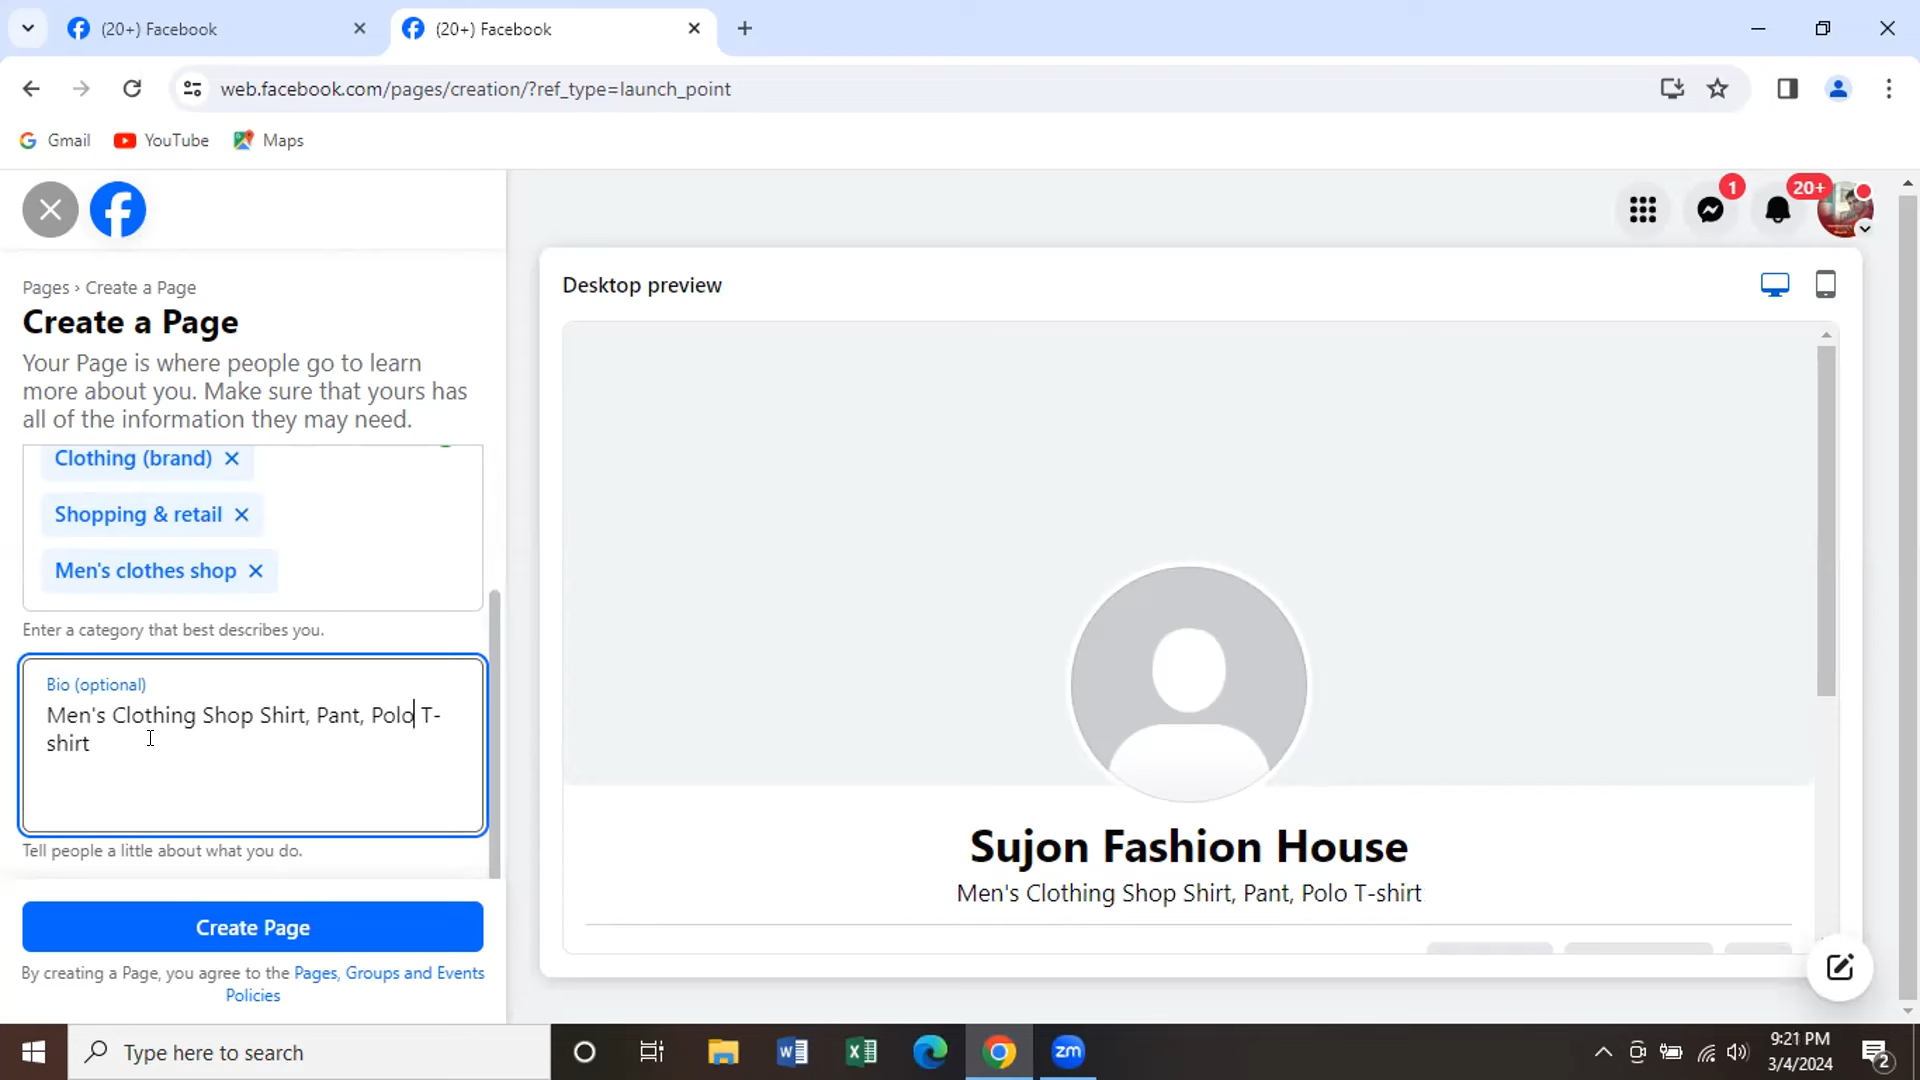 (20+) Facebook
(20+) Facebook
web.facebook.com/pages/creation/?ref_type=launch_point
Gmail
YouTube
Maps
1
20+
Pages › Create a Page
Create a Page
Your Page is where people go to learn
more about you. Make sure that yours has
all of the information they may need.
Clothing (brand)
Shopping & retail
Men's clothes shop
Enter a category that best describes you.
Bio (optional)
Men's Clothing Shop Shirt, Pant, Polo T-
shirt
Tell people a little about what you do.
Create Page
By creating a Page, you agree to the Pages, Groups and Events
Policies
Desktop preview
Sujon Fashion House
Men's Clothing Shop Shirt, Pant, Polo T-shirt
Type here to search
zm
9:21 PM
3/4/2024
2